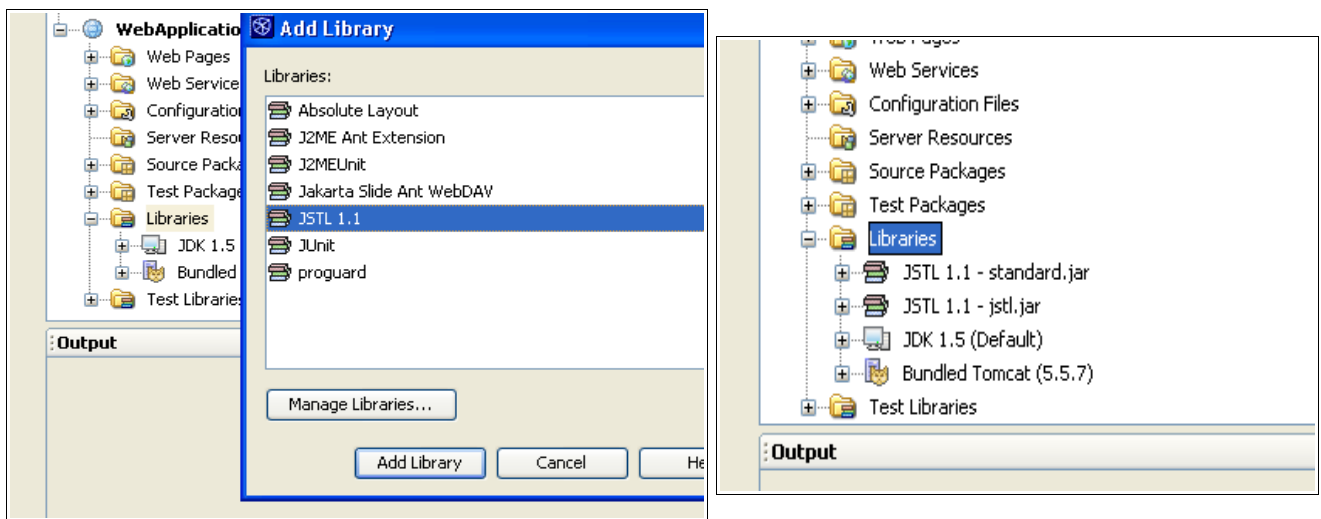 WebApplicatio
Web Pages
Web Service
Configuration
Server Reso
Source Packa
Test Package
Libraries
JDK 1.5
Bundled
Test Libraries
Output
Add Library
Libraries:
Absolute Layout
J2ME Ant Extension
J2MEUnit
Jakarta Slide Ant WebDAV
JSTL 1.1
JUnit
proguard
Manage Libraries...
Add Library
Cancel
He
Web Services
Configuration Files
Server Resources
Source Packages
Test Packages
Libraries
JSTL 1.1 - standard.jar
JSTL 1.1 - jstl.jar
JDK 1.5 (Default)
Bundled Tomcat (5.5.7)
Test Libraries
Output